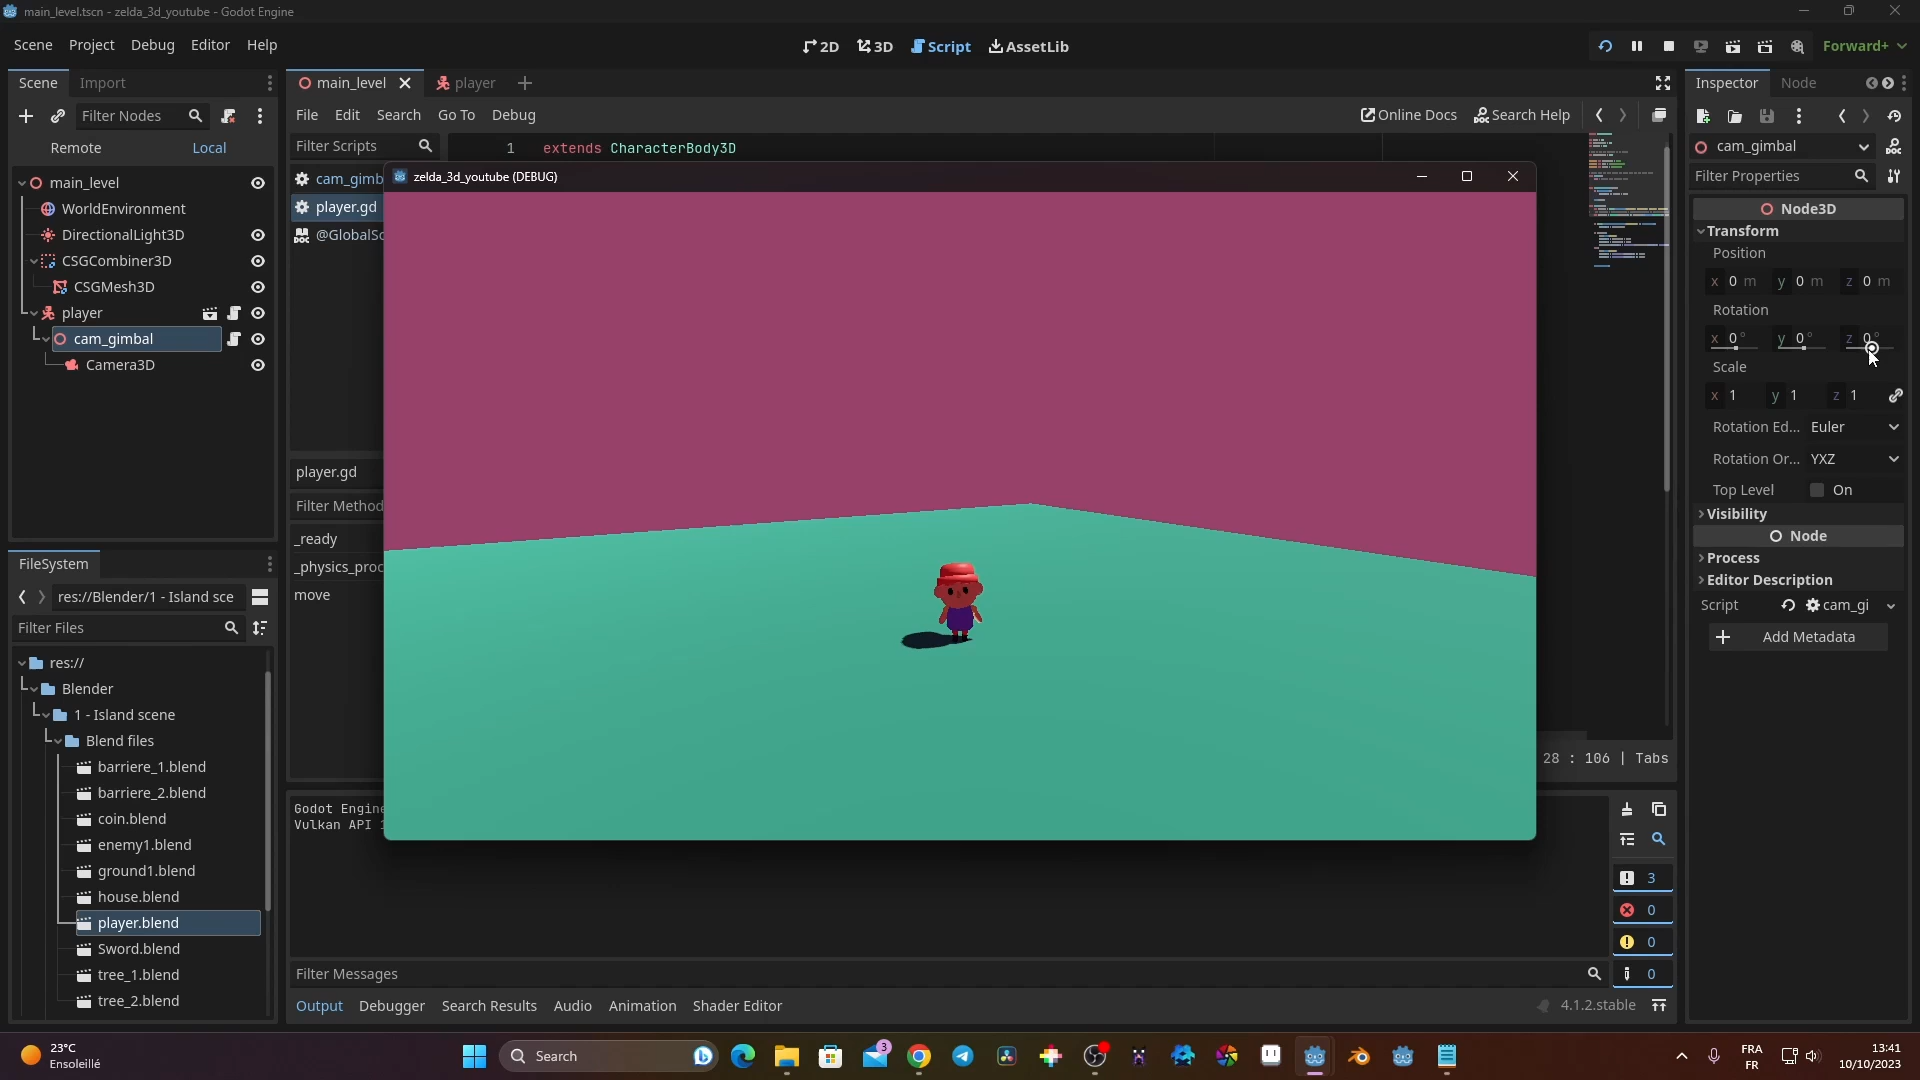 main_level.tscn - zelda_3d_youtube - Godot Engine
Scene Project Debug Editor Help
2D 3D Script AssetLib
Forward+
Scene Import
Filter Nodes
Remote Local
main_level
WorldEnvironment
DirectionalLight3D
CSGCombiner3D
CSGMesh3D
player
cam_gimbal
Camera3D
FileSystem
res://Blender/1 - Island sce
Filter Files
res://
Blender
1 - Island scene
Blend files
barriere_1.blend
barriere_2.blend
coin.blend
enemy1.blend
ground1.blend
house.blend
player.blend
Sword.blend
tree_1.blend
tree_2.blend
main_level player
File Edit Search Go To Debug
Online Docs Search Help
Filter Scripts
1 extends CharacterBody3D
cam_gimb
player.gd
@GlobalSc
player.gd
Filter Method
_ready
_physics_proc
move
zelda_3d_youtube (DEBUG)
28 : 106 | Tabs
Godot Engine
Vulkan API
3
0
0
0
Filter Messages
Output Debugger Search Results Audio Animation Shader Editor
4.1.2.stable
Inspector Node
cam_gimbal
Filter Properties
Node3D
Transform
Position
x 0 m y 0 m z 0 m
Rotation
x 0° y 0° z 0°
Scale
x 1 y 1 z 1
Rotation Ed... Euler
Rotation Or... YXZ
Top Level On
Visibility
Node
Process
Editor Description
Script cam_gi
Add Metadata
23°C
Ensoleillé
Search
3
FRA
FR
13:41
10/10/2023